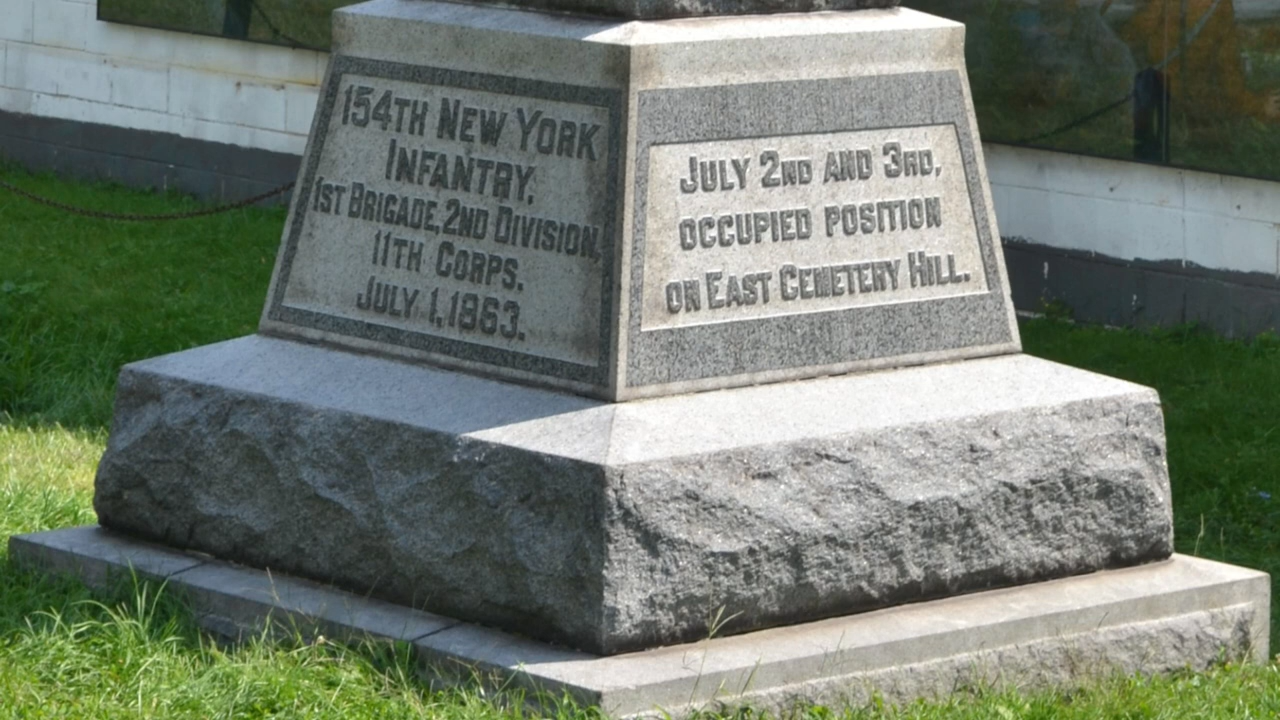 154TH NEW YORK
INFANTRY,
1ST BRIGADE, 2ND DIVISION,
11TH CORPS.
JULY 1, 1863.
JULY 2ND AND 3RD,
OCCUPIED POSITION
ON EAST CEMETERY HILL.